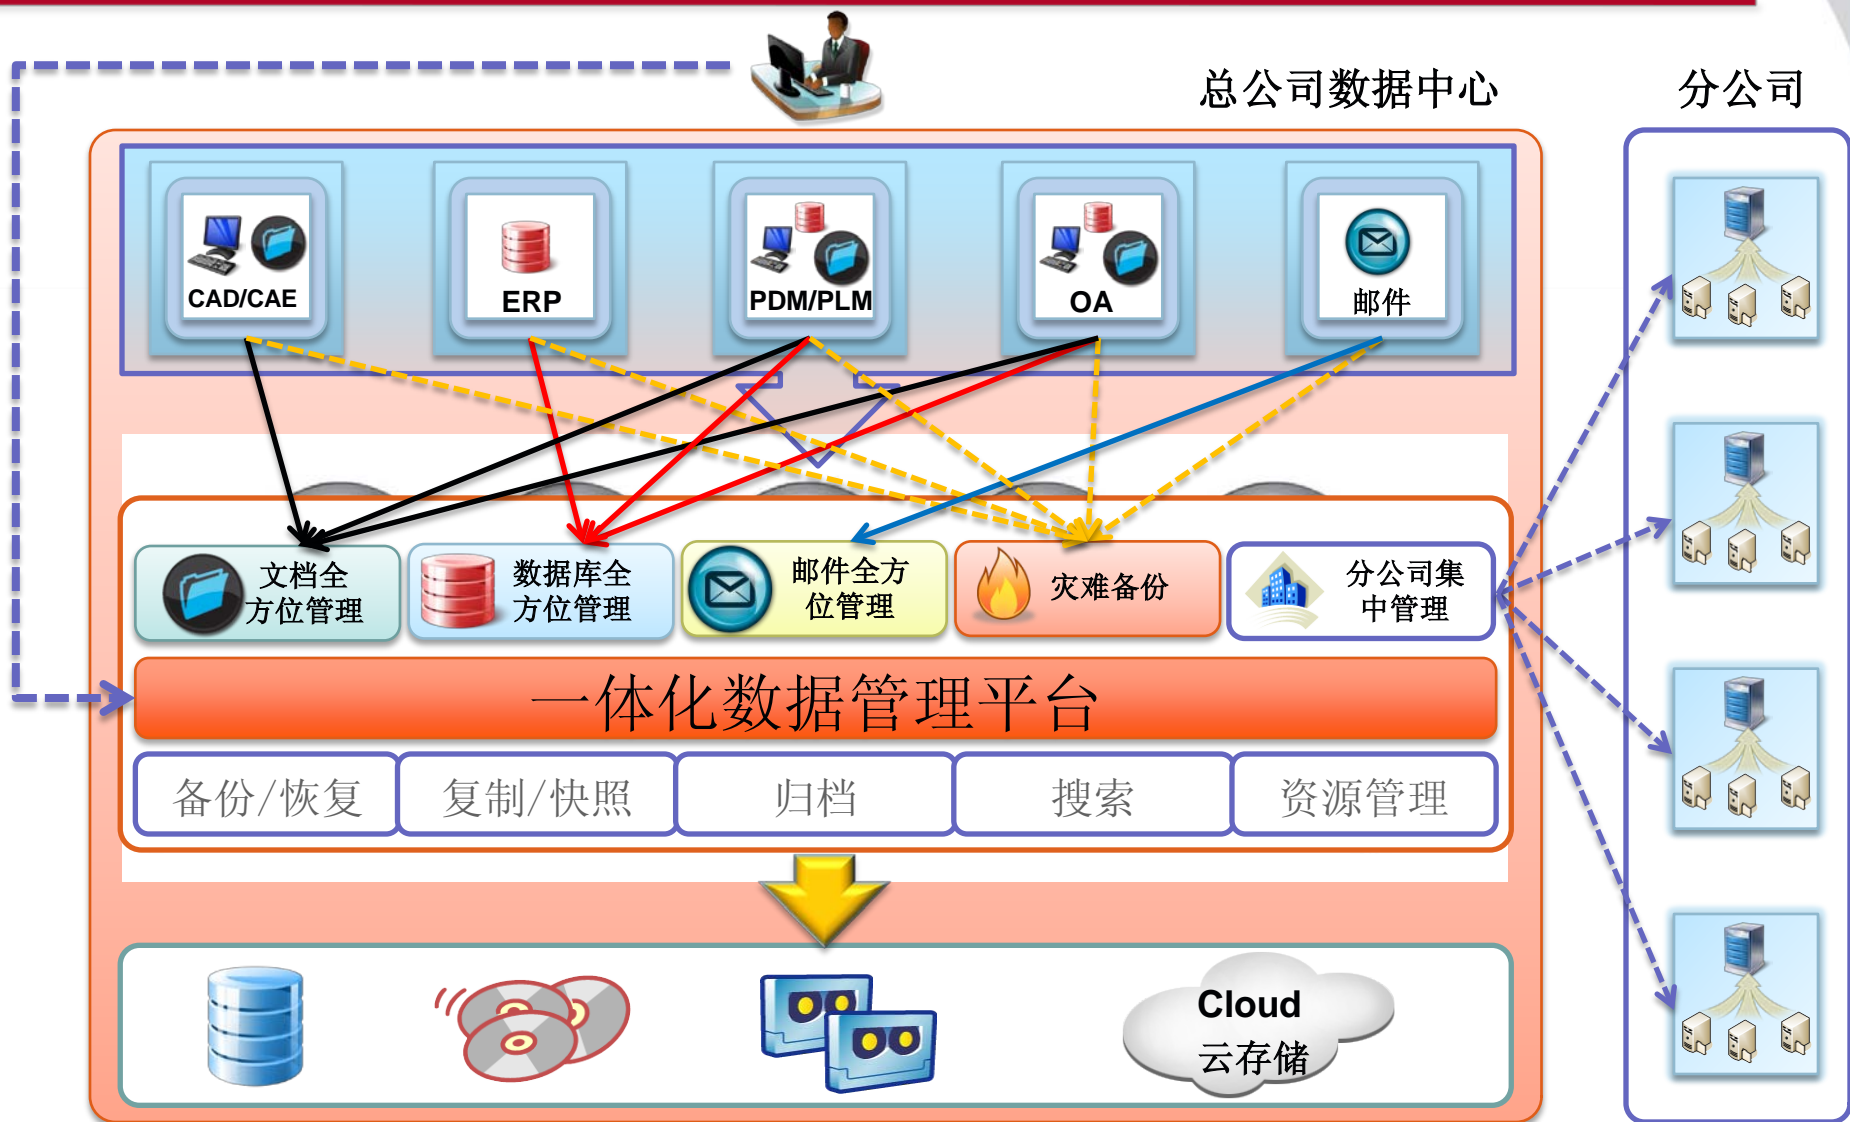 总公司数据中心
分公司
CAD/CAE
ERP
PDM/PLM
OA
邮件
文档全
方位管理
数据库全
方位管理
邮件全方
位管理
灾难备份
分公司集
中管理
一体化数据管理平台
备份/恢复
复制/快照
归档
搜索
资源管理
Cloud
云存储